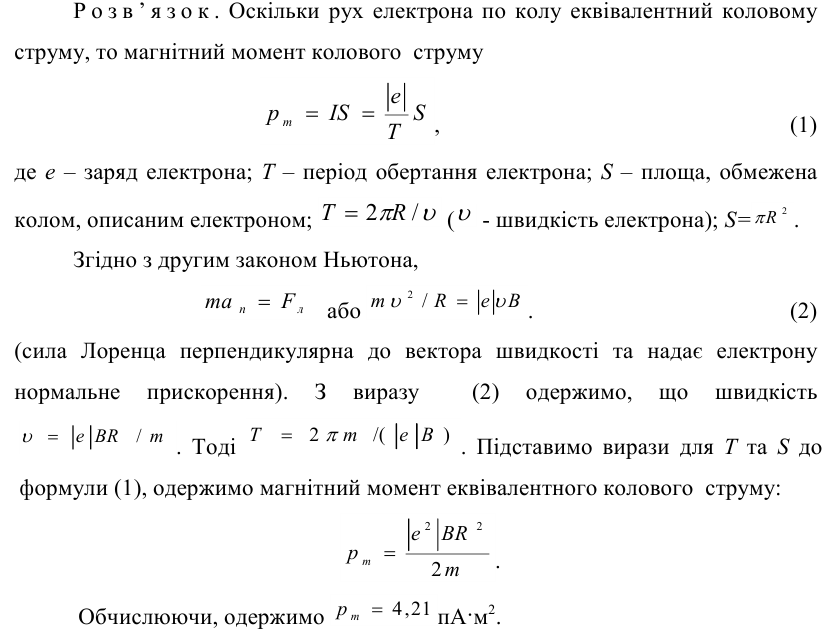 Р о з в ’ я з о к . Оскільки рух електрона по колу еквівалентний коловому
струму, то магнітний момент колового струму
p_m = IS = |e|/T S , (1)
де e – заряд електрона; T – період обертання електрона; S – площа, обмежена
колом, описаним електроном; T = 2πR / υ ( υ - швидкість електрона); S= πR² .
Згідно з другим законом Ньютона,
ma_n = F_л або m υ² / R = |e|υB . (2)
(сила Лоренца перпендикулярна до вектора швидкості та надає електрону
нормальне прискорення). З виразу (2) одержимо, що швидкість
υ = |e|BR / m . Тоді T = 2 π m /( |e|B ) . Підставимо вирази для T та S до
формули (1), одержимо магнітний момент еквівалентного колового струму:
p_m = |e²|BR² / 2m .
Обчислюючи, одержимо p_m = 4,21 пА·м².